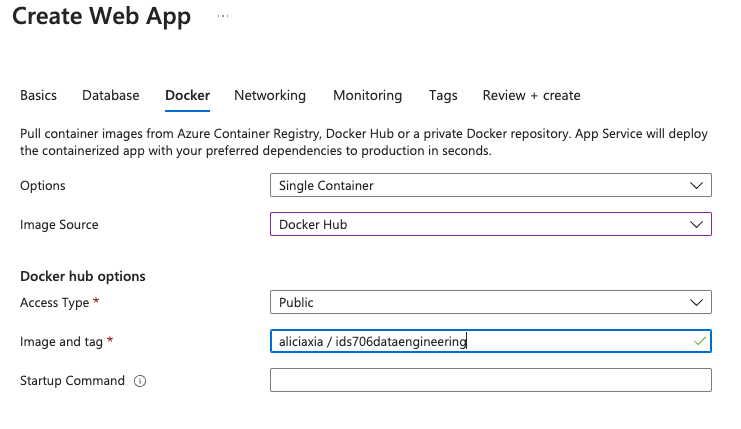 Create Web App ...
Basics Database Docker Networking Monitoring Tags Review + create
Pull container images from Azure Container Registry, Docker Hub or a private Docker repository. App Service will deploy
the containerized app with your preferred dependencies to production in seconds.
Options Single Container
Image Source Docker Hub
Docker hub options
Access Type * Public
Image and tag * aliciaxia / ids706dataengineering
Startup Command